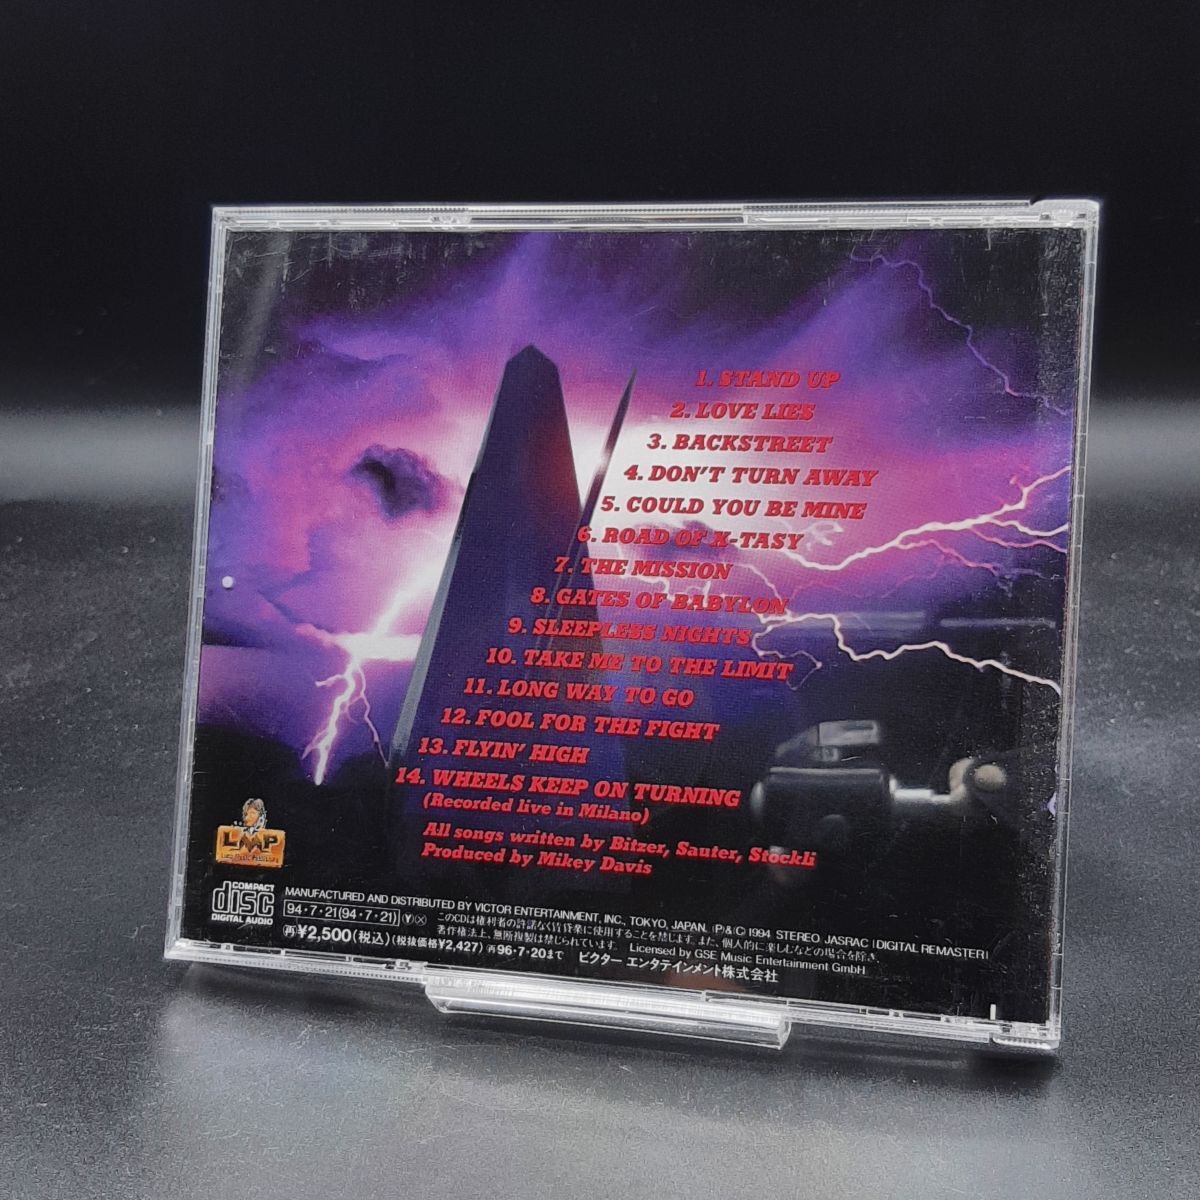 1. STAND UP
2. LOVE LIES
3. BACKSTREET
4. DON'T TURN AWAY
5. COULD YOU BE MINE
6. ROAD OF X-TASY
7. THE MISSION
8. GATES OF BABYLON
9. SLEEPLESS NIGHTS
10. TAKE ME TO THE LIMIT
11. LONG WAY TO GO
12. FOOL FOR THE FIGHT
13. FLYIN' HIGH
14. WHEELS KEEP ON TURNING
(Recorded live in Milano)
All songs written by Bitzer, Sauter, Stöckli
Produced by Mikey Davis
LMP
COMPACT
disc
DIGITAL AUDIO
MANUFACTURED AND DISTRIBUTED BY VICTOR ENTERTAINMENT, INC., TOKYO, JAPAN. Ⓟ&© 1994 STEREO JASRAC |DIGITAL REMASTER|
94・7・21(94・7・21) Ⓨ Ⓧ このCDは権利者の許諾なく賃貸業に使用することを禁じます。また、個人的に楽しむなどの場合を除き、
著作権法上、無断複製は禁じられています。 Licensed by GSE Music Entertainment GmbH
㊢¥2,500(税込)(税抜価格¥2,427) ㊢96・7・20まで ビクター エンタテインメント株式会社